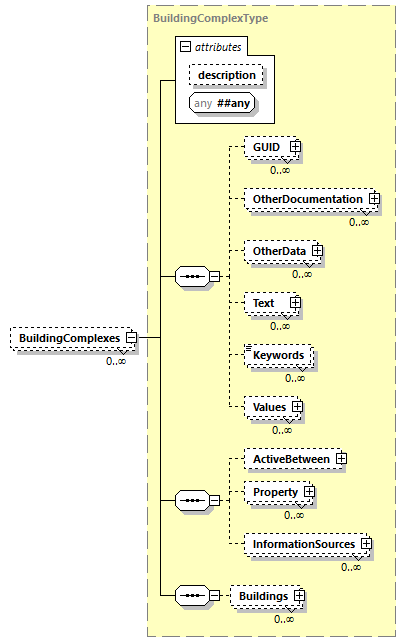 BuildingComplexType
attributes
description
any ##any
GUID
0..∞
OtherDocumentation
0..∞
OtherData
0..∞
Text
0..∞
BuildingComplexes
0..∞
Keywords
0..∞
Values
0..∞
ActiveBetween
Property
0..∞
InformationSources
0..∞
Buildings
0..∞